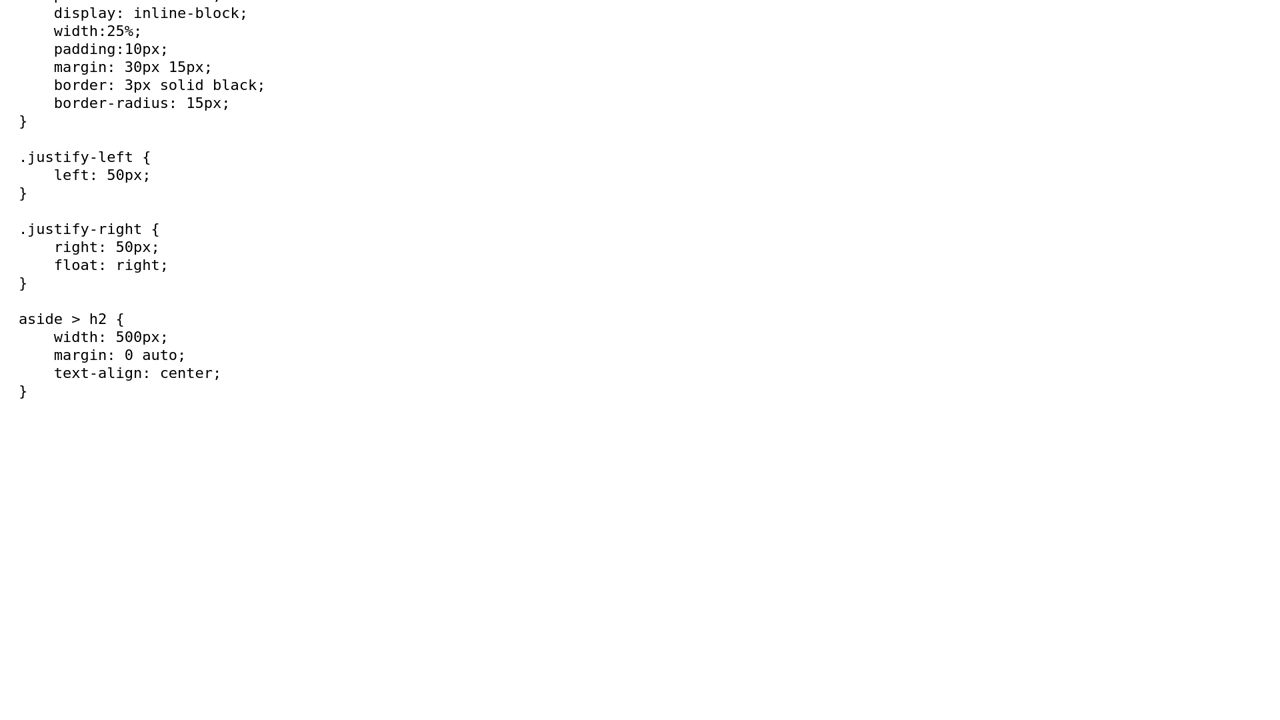 display: inline-block;
    width:25%;
    padding:10px;
    margin: 30px 15px;
    border: 3px solid black;
    border-radius: 15px;
}

.justify-left {
    left: 50px;
}

.justify-right {
    right: 50px;
    float: right;
}

aside > h2 {
    width: 500px;
    margin: 0 auto;
    text-align: center;
}